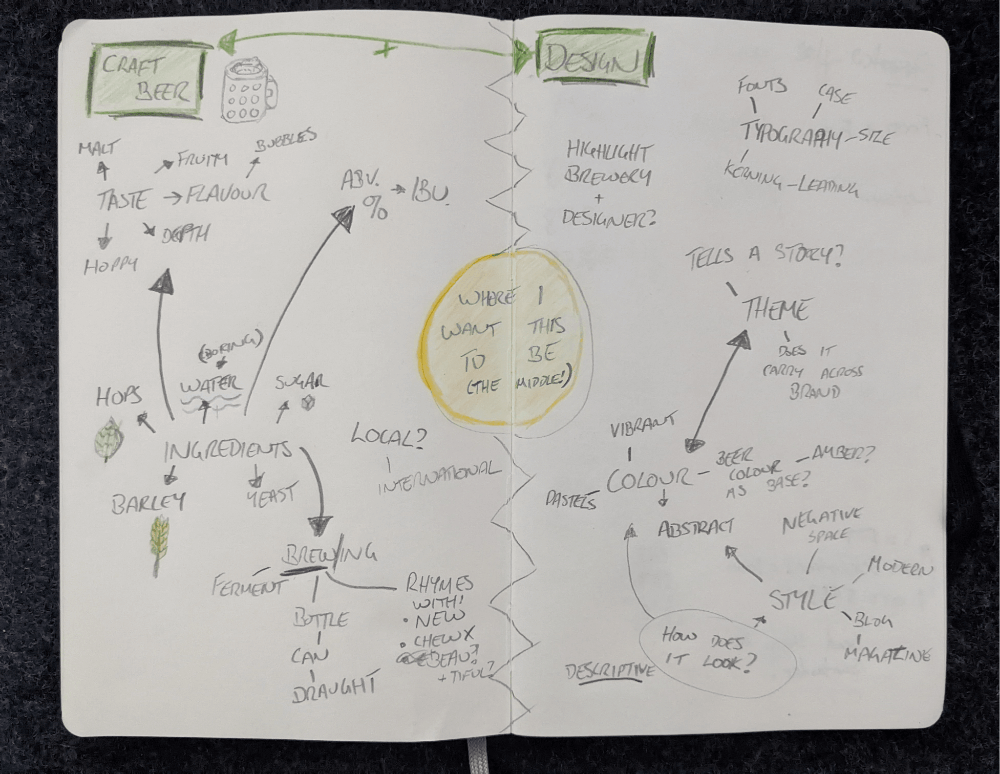 CRAFT
BEER
DESIGN
MALT
FRUITY
BUBBLES
TASTE → FLAVOUR
DEPTH
HOPPY
ABV. → IBU.
%
(BORING)
HOPS
WATER
SUGAR
INGREDIENTS
BARLEY
YEAST
LOCAL?
INTERNATIONAL
BREWING
FERMENT
BOTTLE
CAN
DRAUGHT
RHYMES
WITH!
• NEW
• CHEW X
BEAU?
+ TIFUL?
WHERE I
WANT THIS
TO BE
(THE MIDDLE!)
HIGHLIGHT
BREWERY
+
DESIGNER?
FONTS
CASE
TYPOGRAPHY - SIZE
KERNING - LEADING
TELLS A STORY?
THEME
DOES IT
CARRY ACROSS
BRAND
VIBRANT
COLOUR - BEER
COLOUR
AS BASE?
- AMBER?
PASTELS
ABSTRACT
NEGATIVE
SPACE
MODERN
STYLE
BLOG
MAGAZINE
HOW DOES
IT LOOK?
DESCRIPTIVE